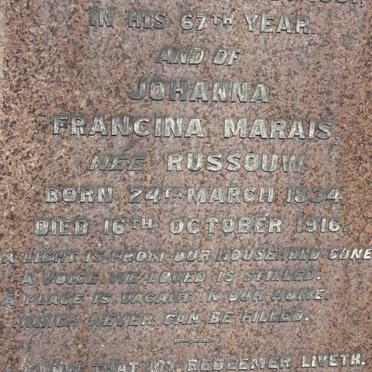 IN HIS 67TH YEAR.
AND OF
JOHANNA
FRANCINA MARAIS,
NÉE RUSSOUW
BORN 24TH MARCH 1834
DIED 16TH OCTOBER 1916.
A LIGHT IS FROM OUR HOUSEHOLD GONE
A VOICE WE LOVED IS STILLED.
A PLACE IS VACANT IN OUR HOME.
WHICH NEVER CAN BE FILLED.
I KNOW THAT MY REDEEMER LIVETH.